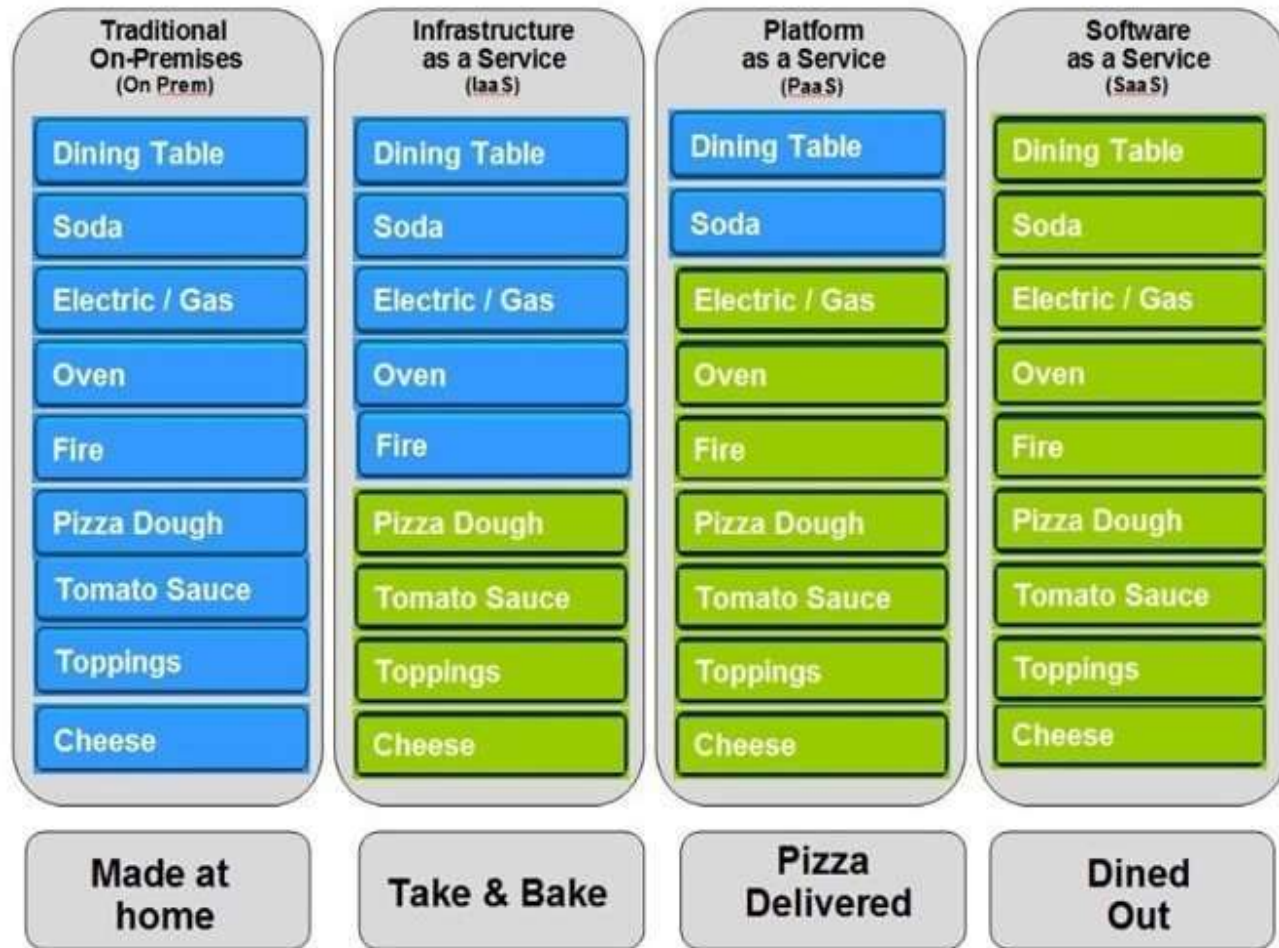 Traditional
On-Premises
(On Prem)
Dining Table
Soda
Electric / Gas
Oven
Fire
Pizza Dough
Tomato Sauce
Toppings
Cheese
Made at
home
Infrastructure
as a Service
(IaaS)
Dining Table
Soda
Electric / Gas
Oven
Fire
Pizza Dough
Tomato Sauce
Toppings
Cheese
Take & Bake
Platform
as a Service
(PaaS)
Dining Table
Soda
Electric / Gas
Oven
Fire
Pizza Dough
Tomato Sauce
Toppings
Cheese
Pizza
Delivered
Software
as a Service
(SaaS)
Dining Table
Soda
Electric / Gas
Oven
Fire
Pizza Dough
Tomato Sauce
Toppings
Cheese
Dined
Out